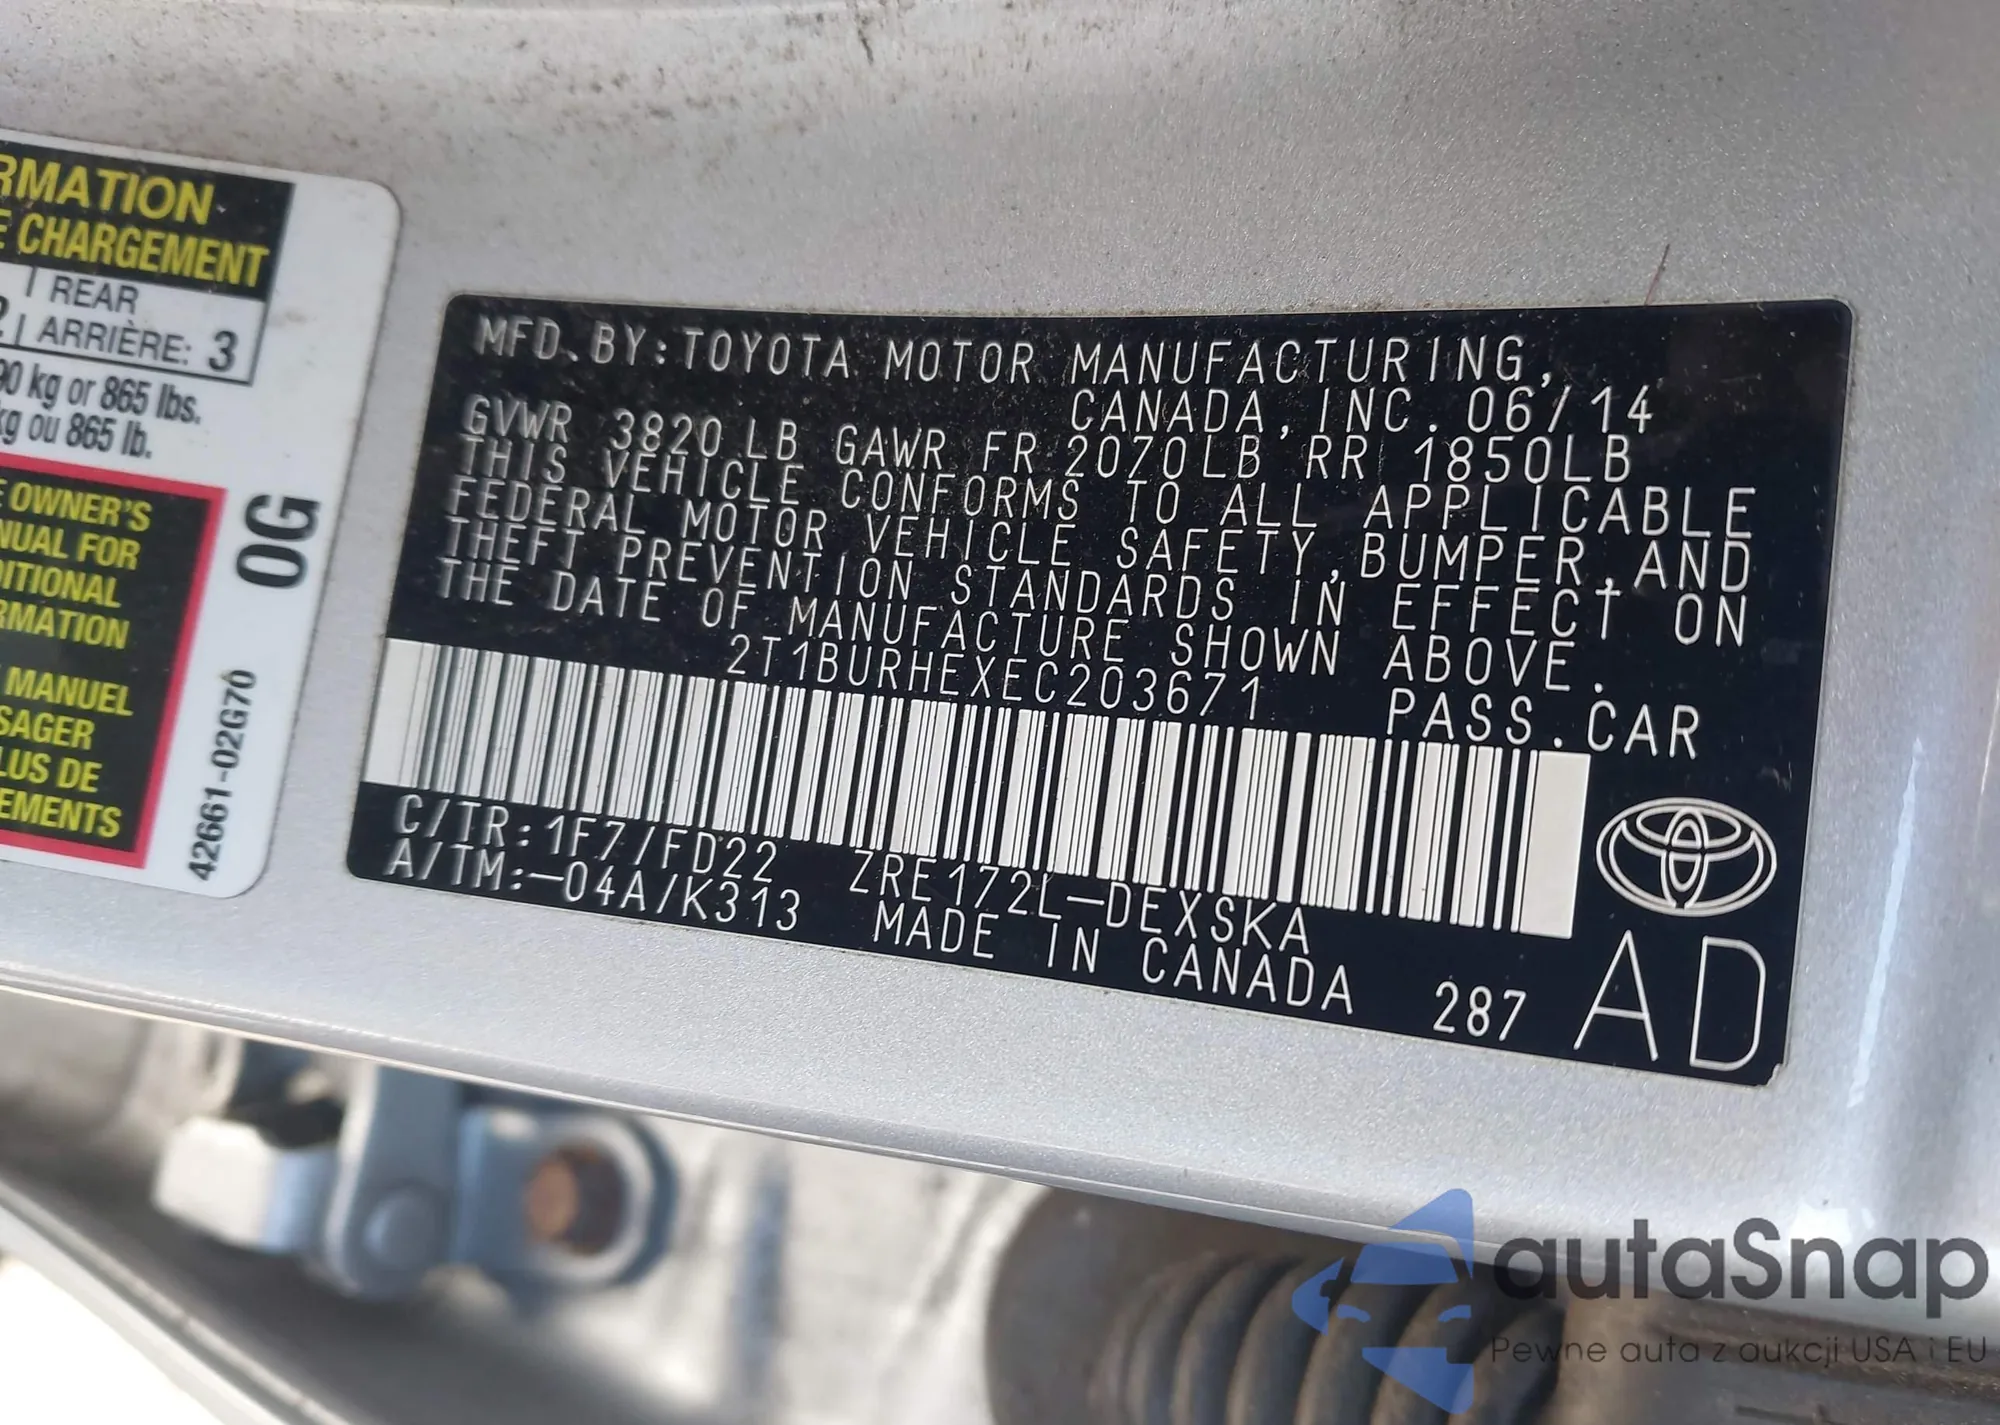 RMATION
E CHARGEMENT
REAR
ARRIÈRE: 3
90 kg or 865 lbs.
kg ou 865 lb.
E OWNER'S
NUAL FOR
DITIONAL
RMATION
MANUEL
SAGER
LUS DE
EMENTS
0G
42661-02G70
MFD. BY: TOYOTA MOTOR MANUFACTURING,
CANADA, INC. 06/14
GVWR 3820 LB GAWR FR 2070LB RR 1850LB
THIS VEHICLE CONFORMS TO ALL APPLICABLE
FEDERAL MOTOR VEHICLE SAFETY, BUMPER, AND
THEFT PREVENTION STANDARDS IN EFFECT ON
THE DATE OF MANUFACTURE SHOWN ABOVE.
2T1BURHEXEC203671 PASS. CAR
C/TR: 1F7/FD22 ZRE172L-DEXSKA
A/TM:-04A/K313 MADE IN CANADA 287 AD
autaSnap
Pewne auta z aukcji USA i EU